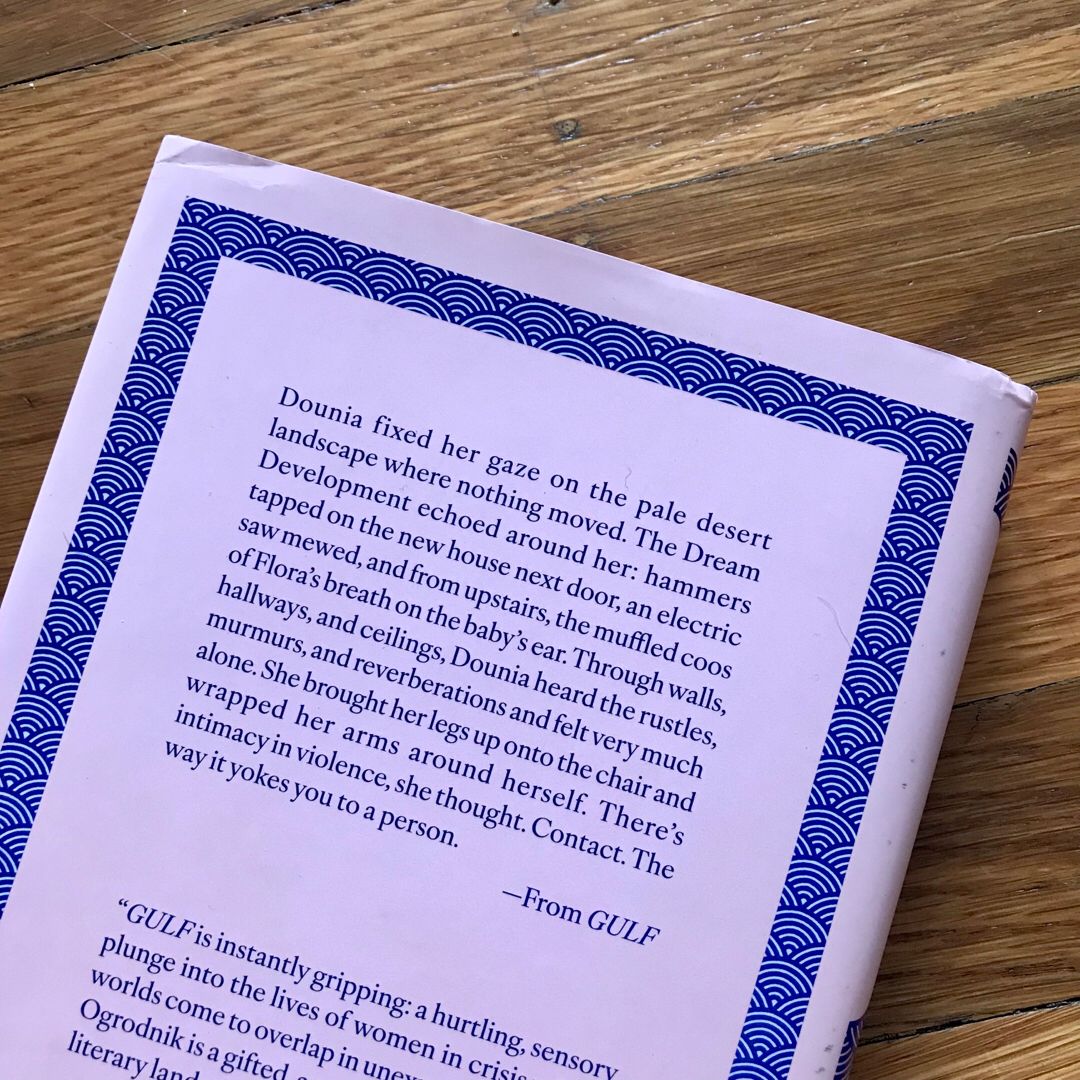 Dounia fixed her gaze on the pale desert
landscape where nothing moved. The Dream
Development echoed around her: hammers
tapped on the new house next door, an electric
saw mewed, and from upstairs, the muffled coos
of Flora's breath on the baby's ear. Through walls,
hallways, and ceilings, Dounia heard the rustles,
murmurs, and reverberations and felt very much
alone. She brought her legs up onto the chair and
wrapped her arms around herself. There's
intimacy in violence, she thought. Contact. The
way it yokes you to a person.
—From GULF
“GULF is instantly gripping: a hurtling, sensory
plunge into the lives of women in crisis
worlds come to overlap in
Ogrodnik is a gifted
literary